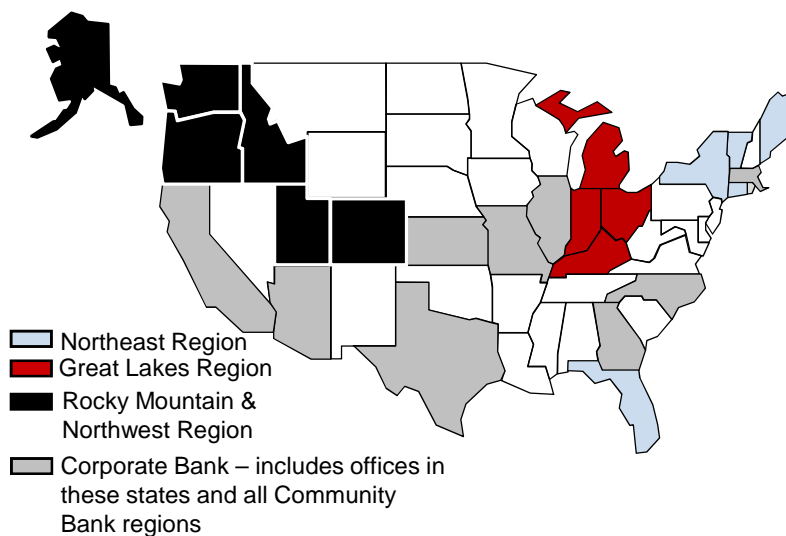 Northeast Region
Great Lakes Region
Rocky Mountain &
Northwest Region
Corporate Bank – includes offices in
these states and all Community
Bank regions